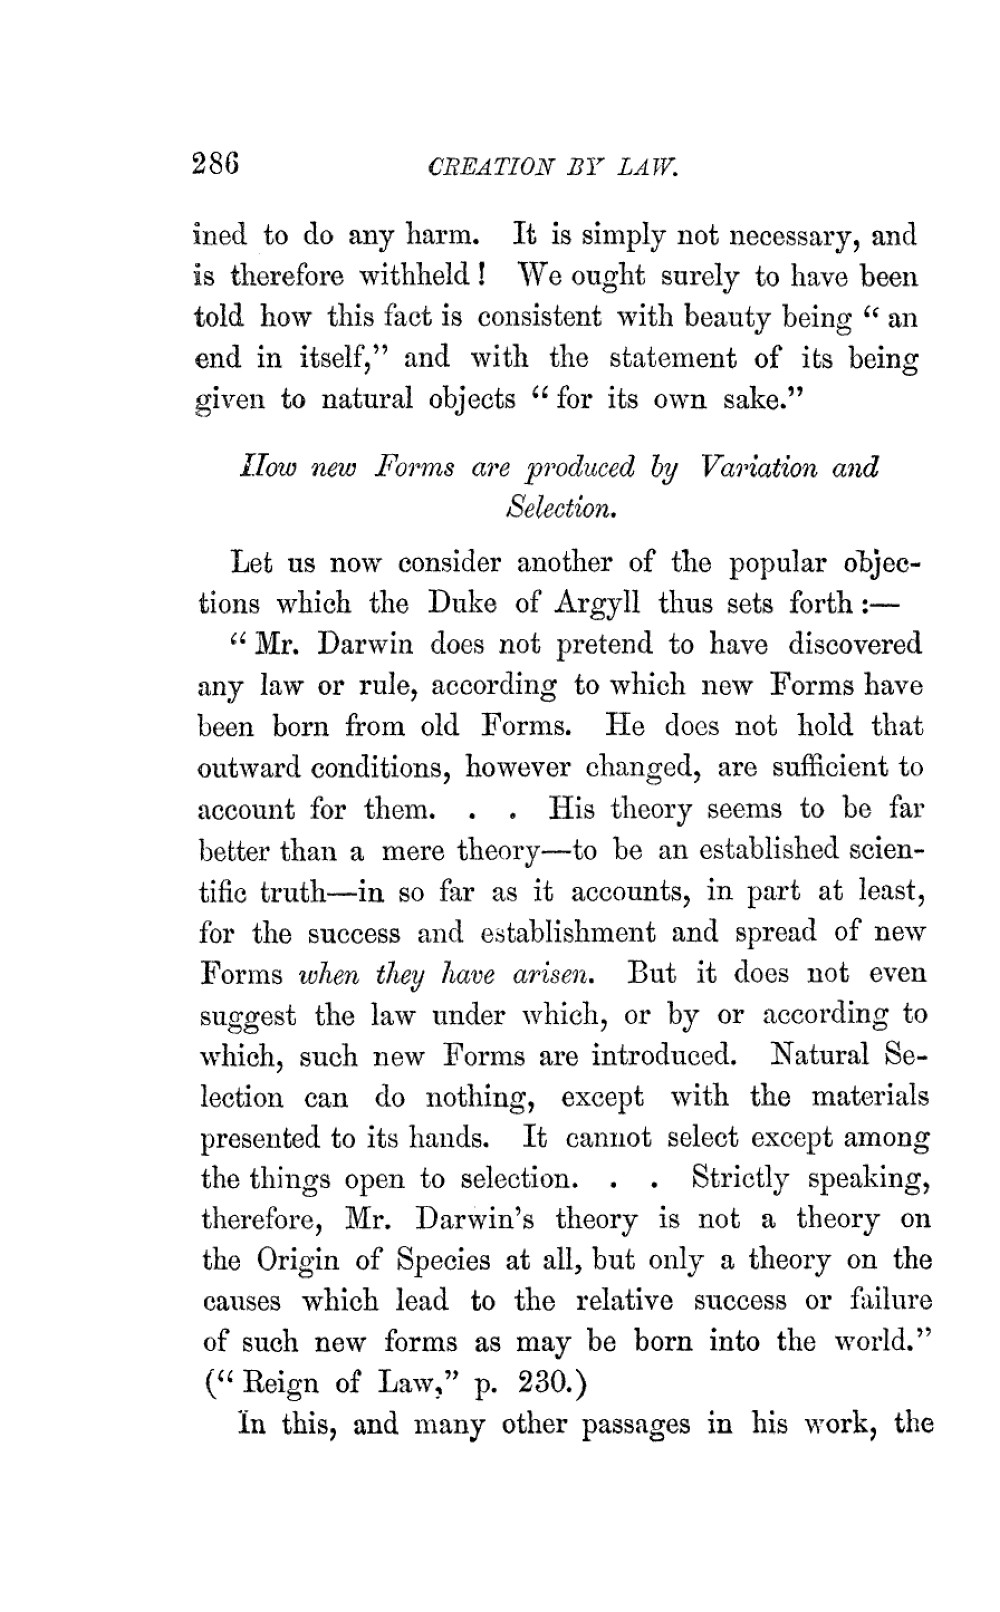 286 CREATION BY LAW.
ined to do any harm. It is simply not necessary, and
is therefore withheld! We ought surely to have been
told how this fact is consistent with beauty being “ an
end in itself,” and with the statement of its being
given to natural objects “ for its own sake.”
How new Forms are produced by Variation and
Selection.
Let us now consider another of the popular objec-
tions which the Duke of Argyll thus sets forth:—
“ Mr. Darwin does not pretend to have discovered
any law or rule, according to which new Forms have
been born from old Forms. He does not hold that
outward conditions, however changed, are sufficient to
account for them. . . His theory seems to be far
better than a mere theory—to be an established scien-
tific truth—in so far as it accounts, in part at least,
for the success and establishment and spread of new
Forms when they have arisen. But it does not even
suggest the law under which, or by or according to
which, such new Forms are introduced. Natural Se-
lection can do nothing, except with the materials
presented to its hands. It cannot select except among
the things open to selection. . . Strictly speaking,
therefore, Mr. Darwin’s theory is not a theory on
the Origin of Species at all, but only a theory on the
causes which lead to the relative success or failure
of such new forms as may be born into the world.”
(“ Reign of Law,” p. 230.)
In this, and many other passages in his work, the